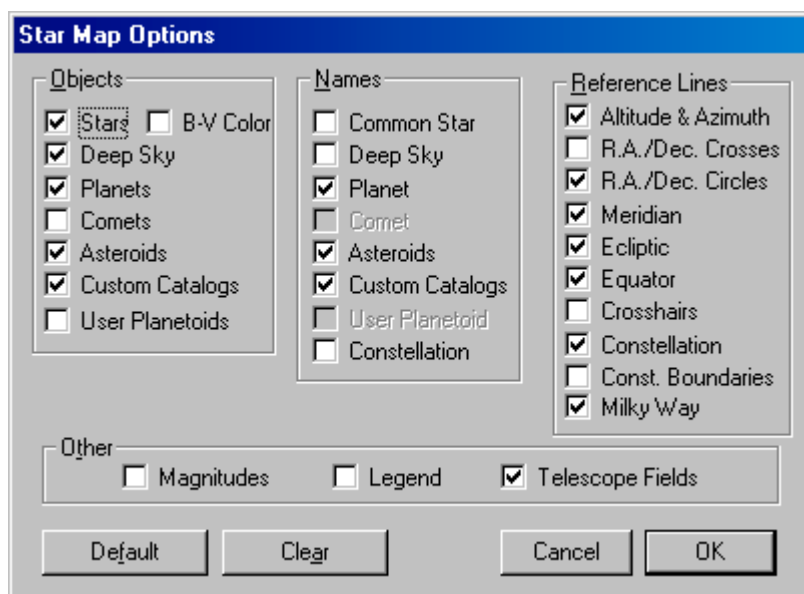 Star Map Options
Objects
Stars
B-V Color
Deep Sky
Planets
Comets
Asteroids
Custom Catalogs
User Planetoids
Names
Common Star
Deep Sky
Planet
Comet
Asteroids
Custom Catalogs
User Planetoid
Constellation
Reference Lines
Altitude & Azimuth
R.A./Dec. Crosses
R.A./Dec. Circles
Meridian
Ecliptic
Equator
Crosshairs
Constellation
Const. Boundaries
Milky Way
Other
Magnitudes
Legend
Telescope Fields
Default
Clear
Cancel
OK